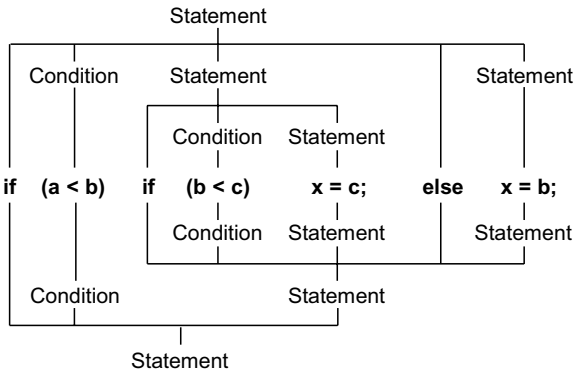 Statement
Condition Statement Statement
Condition Statement
if (a < b) if (b < c) x = c; else x = b;
Condition Statement Statement
Condition Statement
Statement